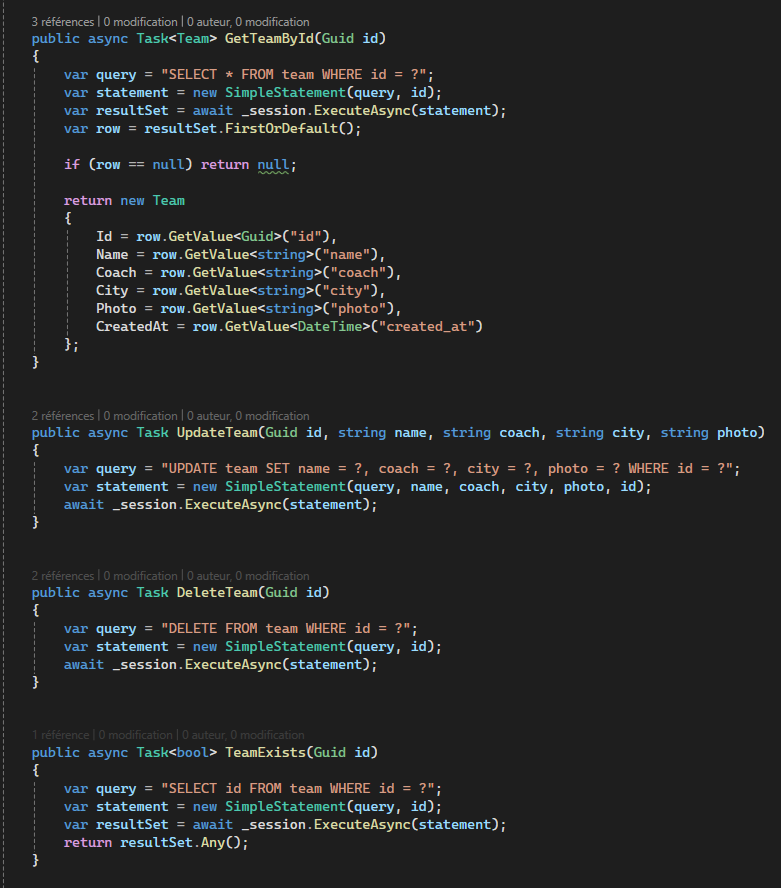 3 références | 0 modification | 0 auteur, 0 modification
public async Task<Team> GetTeamById(Guid id)
{
    var query = "SELECT * FROM team WHERE id = ?";
    var statement = new SimpleStatement(query, id);
    var resultSet = await _session.ExecuteAsync(statement);
    var row = resultSet.FirstOrDefault();

    if (row == null) return null;

    return new Team
    {
        Id = row.GetValue<Guid>("id"),
        Name = row.GetValue<string>("name"),
        Coach = row.GetValue<string>("coach"),
        City = row.GetValue<string>("city"),
        Photo = row.GetValue<string>("photo"),
        CreatedAt = row.GetValue<DateTime>("created_at")
    };
}

2 références | 0 modification | 0 auteur, 0 modification
public async Task UpdateTeam(Guid id, string name, string coach, string city, string photo)
{
    var query = "UPDATE team SET name = ?, coach = ?, city = ?, photo = ? WHERE id = ?";
    var statement = new SimpleStatement(query, name, coach, city, photo, id);
    await _session.ExecuteAsync(statement);
}

2 références | 0 modification | 0 auteur, 0 modification
public async Task DeleteTeam(Guid id)
{
    var query = "DELETE FROM team WHERE id = ?";
    var statement = new SimpleStatement(query, id);
    await _session.ExecuteAsync(statement);
}

1 référence | 0 modification | 0 auteur, 0 modification
public async Task<bool> TeamExists(Guid id)
{
    var query = "SELECT id FROM team WHERE id = ?";
    var statement = new SimpleStatement(query, id);
    var resultSet = await _session.ExecuteAsync(statement);
    return resultSet.Any();
}